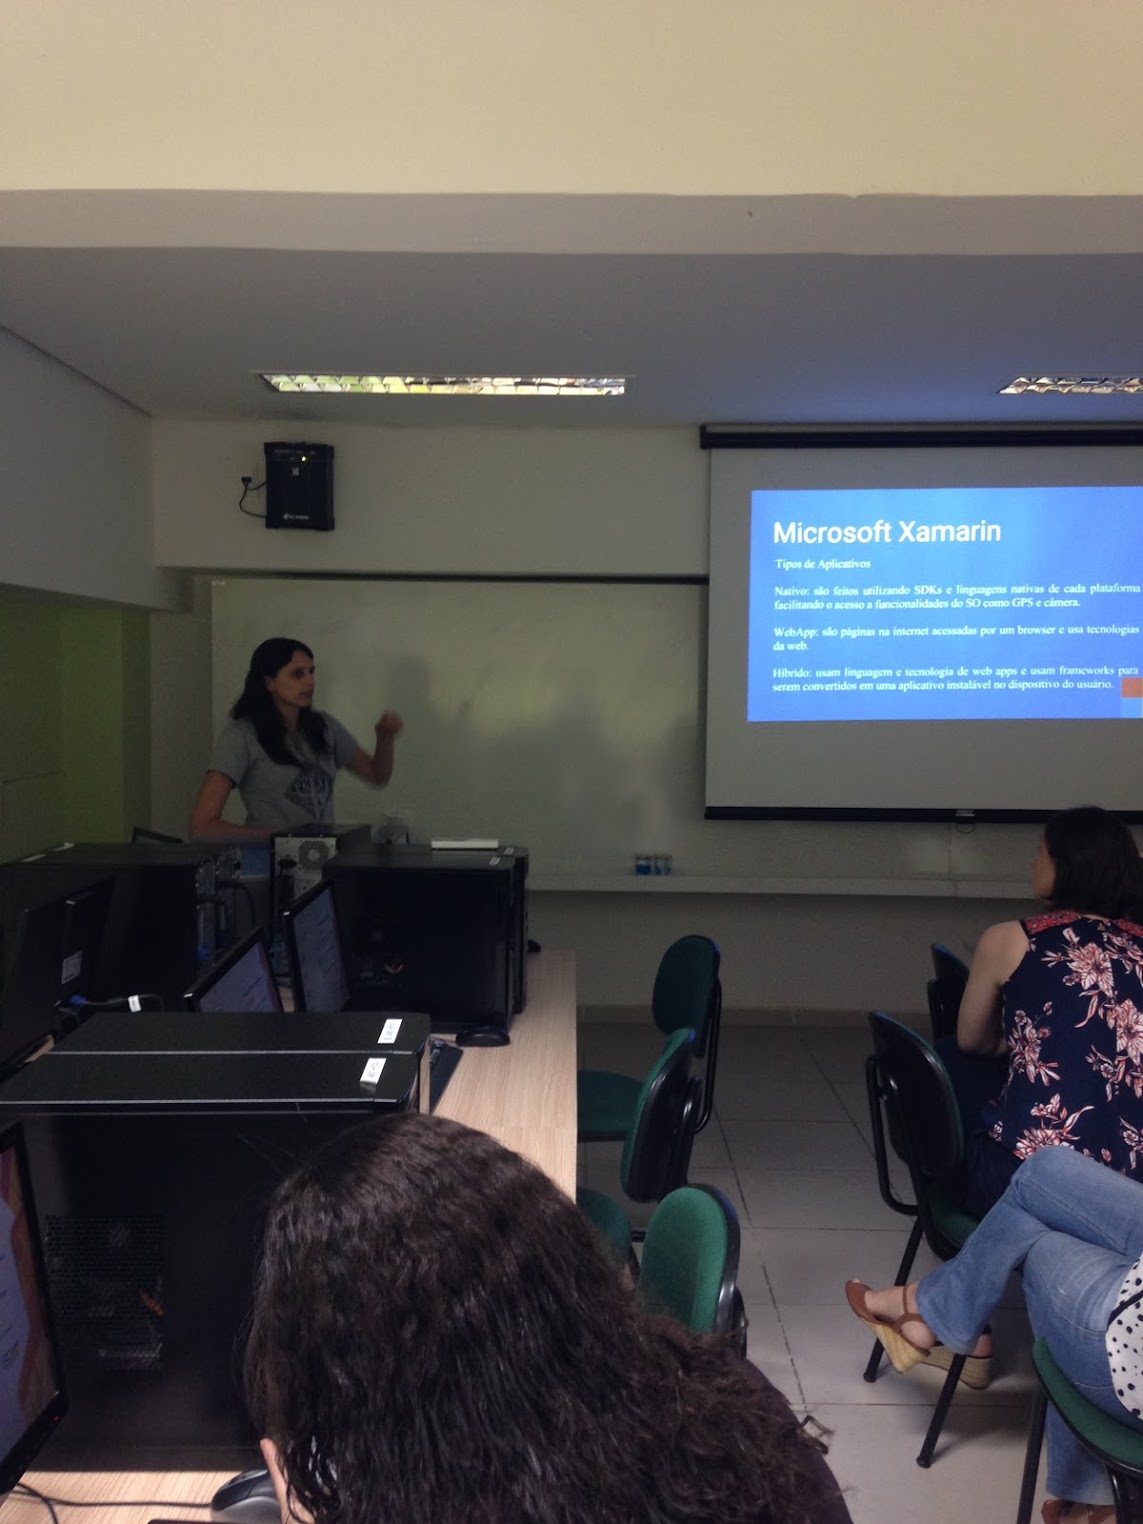 Microsoft Xamarin
Tipos de Aplicativos
Nativo: são feitos utilizando SDKs e linguagens nativas de cada plataforma
facilitando o acesso a funcionalidades do SO como GPS e câmera.
WebApp: são páginas na internet acessadas por um browser e usa tecnologias
da web.
Híbrido: usam linguagem e tecnologia de web apps e usam frameworks para
serem convertidos em uma aplicativo instalável no dispositivo do usuário.